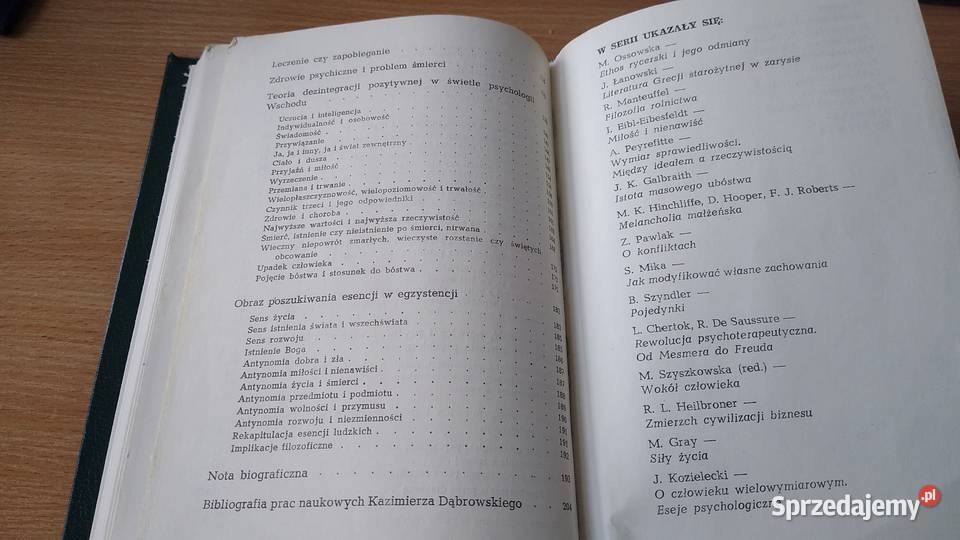 Leczenie czy zapobieganie
Zdrowie psychiczne i problem śmierci
Teoria dezintegracji pozytywnej w świetle psychologii
Wschodu
Uczucia i inteligencja
Indywidualność i osobowość
Świadomość
Przywiązanie
Ja, ja i inny, ja i świat zewnętrzny
Ciało i dusza
Przyjaźń i miłość
Wyrzeczenie
Przemiana i trwanie
Wielopłaszczyznowość, wielopoziomowość i trwałość
Czynnik trzeci i jego odpowiedniki
Zdrowie i choroba
Najwyższe wartości i najwyższa rzeczywistość
Śmierć, istnienie czy nieistnienie po śmierci, nirwana
Wieczny niepowrót zmarłych, wieczyste rozstanie czy świętych
obcowanie
Upadek człowieka
Pojęcie bóstwa i stosunek do bóstwa
Obraz poszukiwania esencji w egzystencji
Sens życia
Sens istnienia świata i wszechświata
Sens rozwoju
Istnienie Boga
Antynomia dobra i zła
Antynomia miłości i nienawiści
Antynomia życia i śmierci
Antynomia przedmiotu i podmiotu
Antynomia wolności i przymusu
Antynomia rozwoju i niezmienności
Rekapitulacja esencji ludzkich
Implikacje filozoficzne
Nota biograficzna
Bibliografia prac naukowych Kazimierza Dąbrowskiego . . 204
W SERII UKAZAŁY SIĘ:
M. Ossowska —
Ethos rycerski i jego odmiany
J. Łanowski —
Literatura Grecji starożytnej w zarysie
R. Manteuffel —
Filozofia rolnictwa
I. Eibl-Eibesfeldt —
Miłość i nienawiść
A. Peyrefitte —
Wymiar sprawiedliwości.
Między ideałem a rzeczywistością
J. K. Galbraith —
Istota masowego ubóstwa
M. K. Hinchliffe, D. Hooper, F. J. Roberts —
Melancholia małżeńska
Z. Pawlak —
O konfliktach
S. Mika —
Jak modyfikować własne zachowania
B. Szyndler —
Pojedynki
L. Chertok, R. De Saussure —
Rewolucja psychoterapeutyczna.
Od Mesmera do Freuda
M. Szyszkowska (red.) —
Wokół człowieka
R. L. Heilbroner —
Zmierzch cywilizacji biznesu
M. Gray —
Siły życia
J. Kozielecki —
O człowieku wielowymiarowym.
Eseje psychologiczne
Sprzedajemy.pl